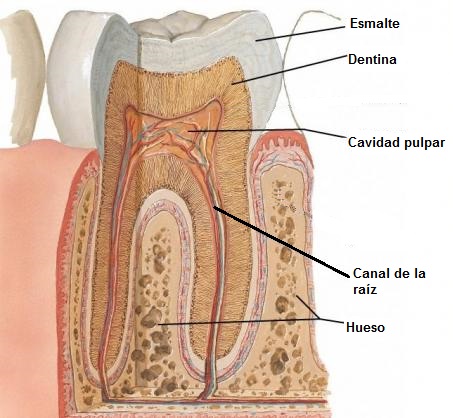 Esmalte
Dentina
Cavidad pulpar
Canal de la
raíz
Hueso